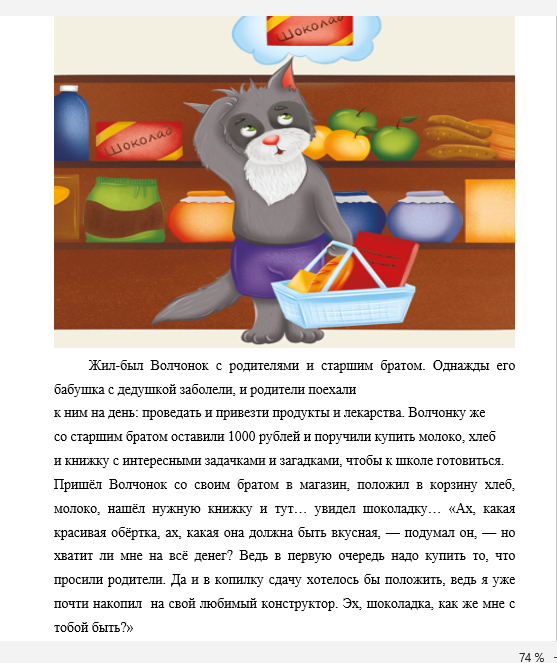 Шоколад
Шоколад
Жил-был Волчонок с родителями и старшим братом. Однажды его
бабушка с дедушкой заболели, и родители поехали
к ним на день: проведать и привезти продукты и лекарства. Волчонку же
со старшим братом оставили 1000 рублей и поручили купить молоко, хлеб
и книжку с интересными задачками и загадками, чтобы к школе готовиться.
Пришёл Волчонок со своим братом в магазин, положил в корзину хлеб,
молоко, нашёл нужную книжку и тут… увидел шоколадку… «Ах, какая
красивая обёртка, ах, какая она должна быть вкусная, — подумал он, — но
хватит ли мне на всё денег? Ведь в первую очередь надо купить то, что
просили родители. Да и в копилку сдачу хотелось бы положить, ведь я уже
почти накопил на свой любимый конструктор. Эх, шоколадка, как же мне с
тобой быть?»
74 %